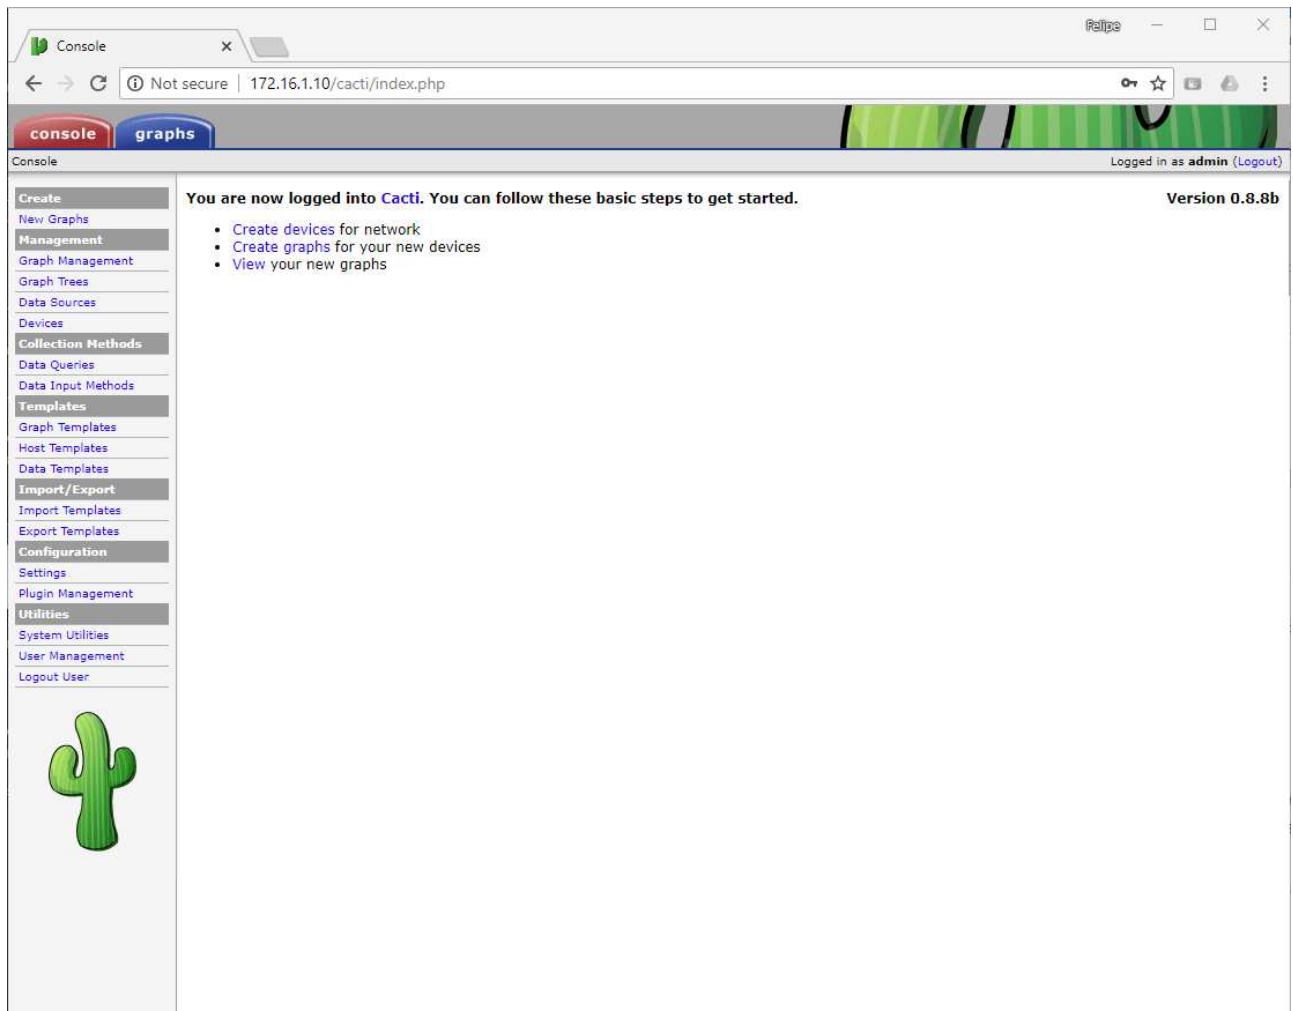 Felipe
Console
Not secure | 172.16.1.10/cacti/index.php
console graphs
Console Logged in as admin (Logout)
Create
New Graphs
Management
Graph Management
Graph Trees
Data Sources
Devices
Collection Methods
Data Queries
Data Input Methods
Templates
Graph Templates
Host Templates
Data Templates
Import/Export
Import Templates
Export Templates
Configuration
Settings
Plugin Management
Utilities
System Utilities
User Management
Logout User
You are now logged into Cacti. You can follow these basic steps to get started. Version 0.8.8b
• Create devices for network
• Create graphs for your new devices
• View your new graphs